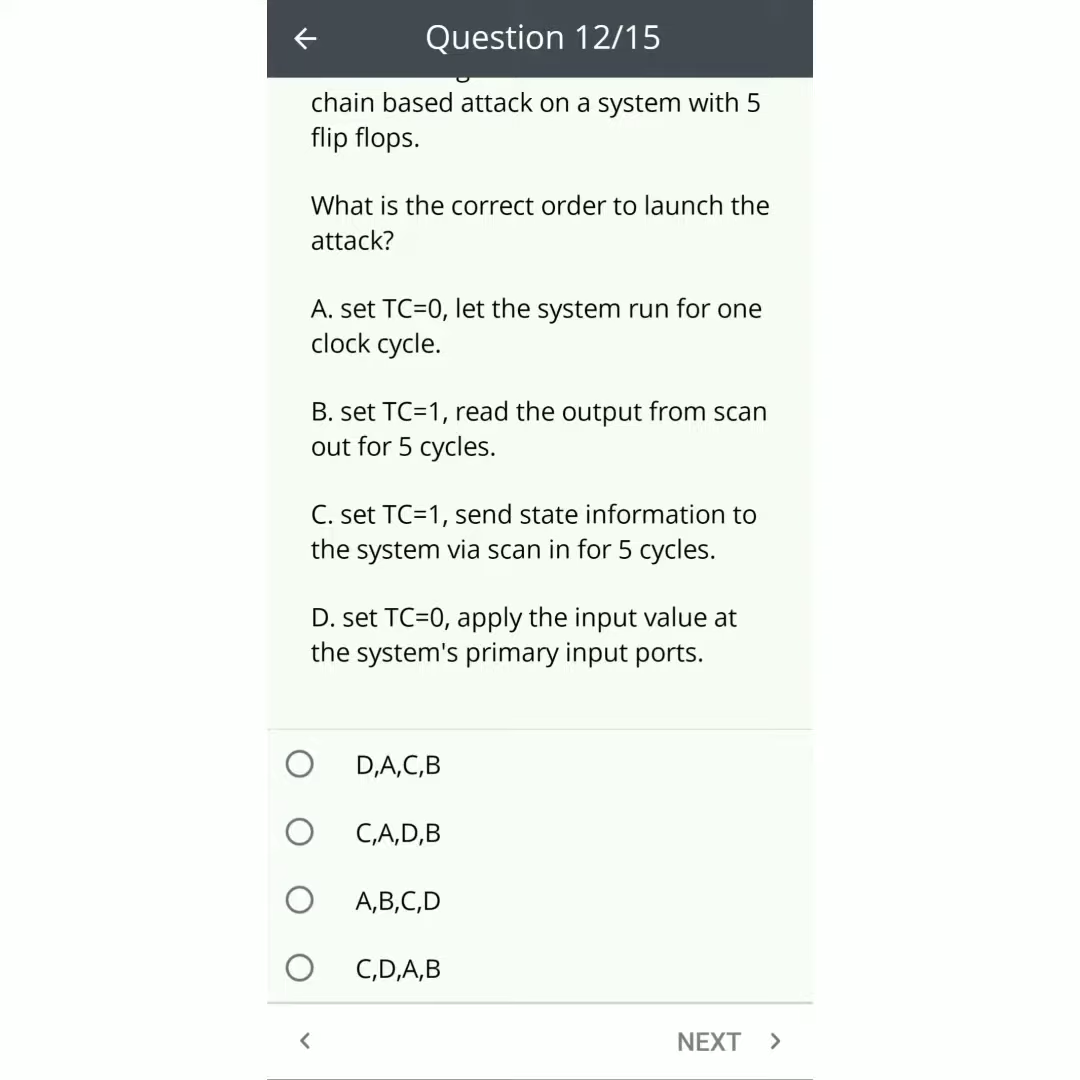 Question 12/15
chain based attack on a system with 5
flip flops.
What is the correct order to launch the
attack?
A. set TC=0, let the system run for one
clock cycle.
B. set TC=1, read the output from scan
out for 5 cycles.
C. set TC=1, send state information to
the system via scan in for 5 cycles.
D. set TC=0, apply the input value at
the system's primary input ports.
D,A,C,B
C,A,D,B
A,B,C,D
C,D,A,B
NEXT